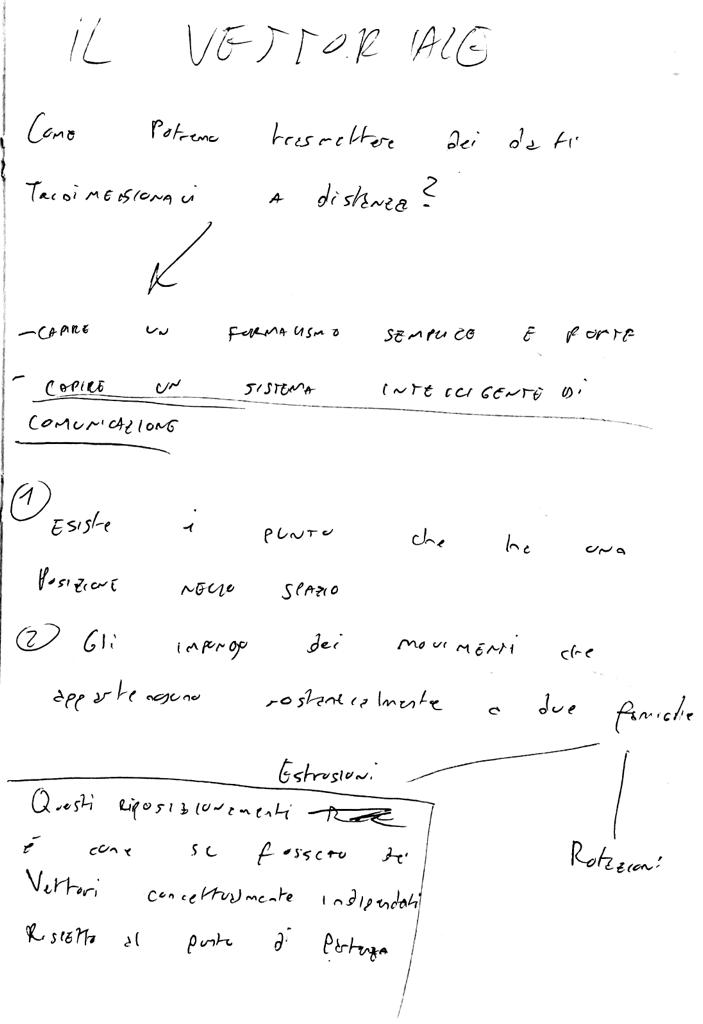 IL VETTORIALE
Come Potremo trasmettere dei dati
TRIDIMENSIONALI A distanza?
- CAPIRE UN FORMALISMO SEMPLICE E FORTE
- CAPIRE UN SISTEMA INTELLIGENTE DI
COMUNICAZIONE
① Esiste 1 PUNTO che ha una
POSIZIONE NELLO SPAZIO
② Gli IMPONGO dei MOVIMENTI che
appartengono sostanzialmente a due famiglie
Estrusioni
Rotazioni
Questi RIPOSIZIONAMENTI
è come se fossero dei
Vettori concettualmente indipendenti
RISPETTO al punto di Partenza